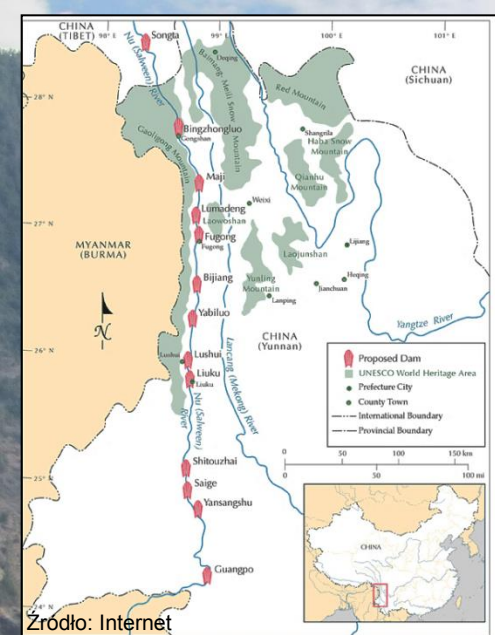 CHINA
(TIBET)
90° E
99° E
100° E
101° E
Songta
Nu (Salween) River
Deqing
CHINA
(Sichuan)
28° N
Baimang-Meili Snow Mountain
Red Mountain
Bingzhongluo
Gongshan
Gaoligong Mountain
Shangrila
Haba Snow
Mountain
Qianhu
Mountain
Maji
Weixi
Lumadeng
Laowoshan
27° N
Fugong
Fugong
Lijiang
MYANMAR
(BURMA)
Laojunshan
Bijiang
Yunling
Mountain
Heqing
Jianchuan
Lanping
N
Yabiluo
CHINA
(Yunnan)
Yangtze River
26° N
Lushui
Lushui
Liuku
Liuku
Lancang (Mekong) River
Nu (Salween)
River
Proposed Dam
UNESCO World Heritage Area
Prefecture City
County Town
International Boundary
Provincial Boundary
Shitouzhai
0 50 100 150 km
0 50 100 mi
25° N
Saige
Yansangshu
CHINA
Guangpo
24° N
Źródło: Internet